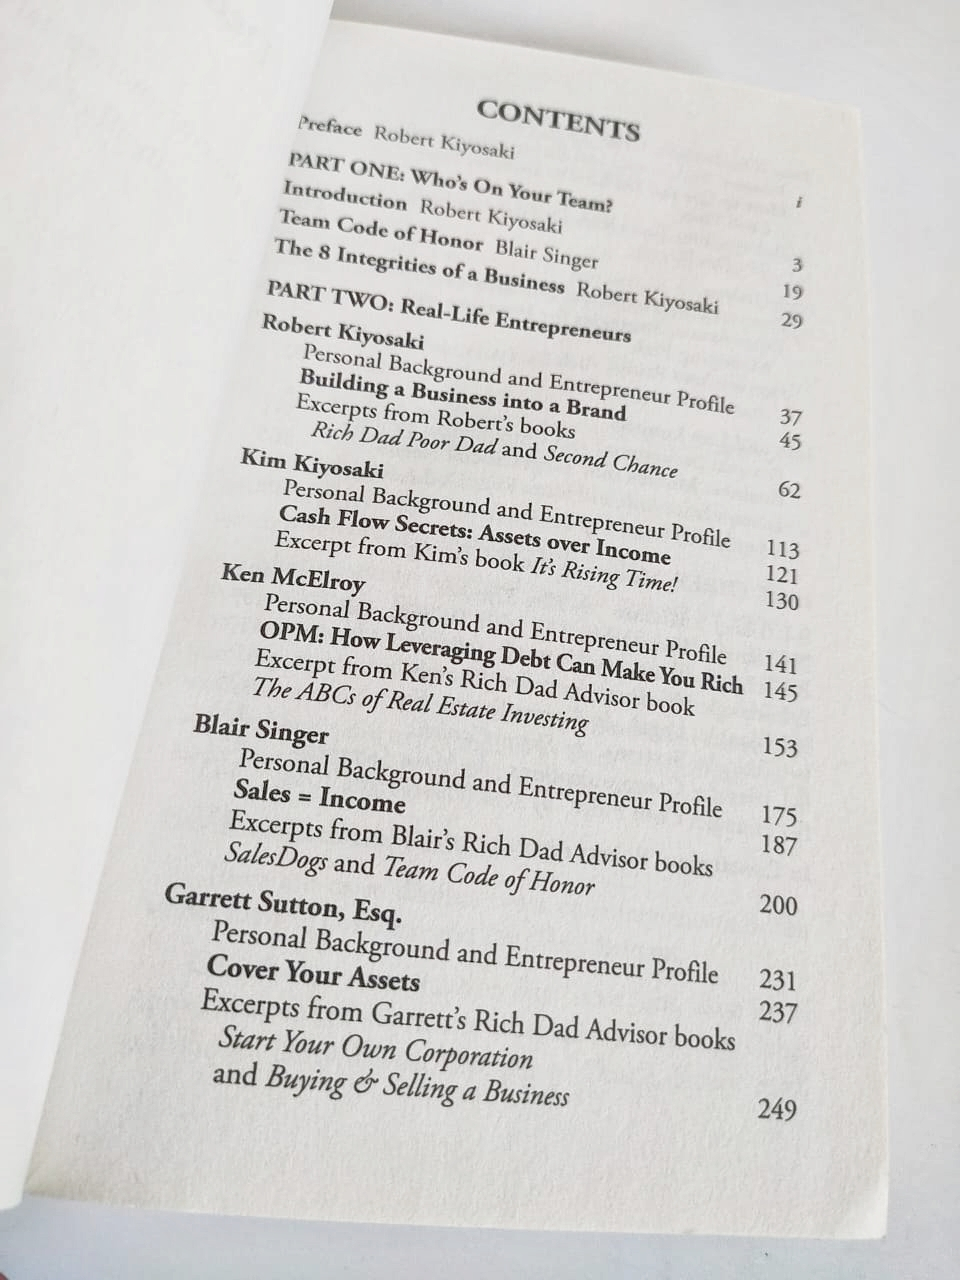 CONTENTS
Preface Robert Kiyosaki i
PART ONE: Who's On Your Team?
Introduction Robert Kiyosaki 3
Team Code of Honor Blair Singer 19
The 8 Integrities of a Business Robert Kiyosaki 29
PART TWO: Real-Life Entrepreneurs
Robert Kiyosaki
Personal Background and Entrepreneur Profile 37
Building a Business into a Brand 45
Excerpts from Robert's books
Rich Dad Poor Dad and Second Chance 62
Kim Kiyosaki
Personal Background and Entrepreneur Profile 113
Cash Flow Secrets: Assets over Income 121
Excerpt from Kim's book It's Rising Time! 130
Ken McElroy
Personal Background and Entrepreneur Profile 141
OPM: How Leveraging Debt Can Make You Rich 145
Excerpt from Ken's Rich Dad Advisor book
The ABCs of Real Estate Investing 153
Blair Singer
Personal Background and Entrepreneur Profile 175
Sales = Income 187
Excerpts from Blair's Rich Dad Advisor books
SalesDogs and Team Code of Honor 200
Garrett Sutton, Esq.
Personal Background and Entrepreneur Profile 231
Cover Your Assets 237
Excerpts from Garrett's Rich Dad Advisor books
Start Your Own Corporation
and Buying & Selling a Business 249